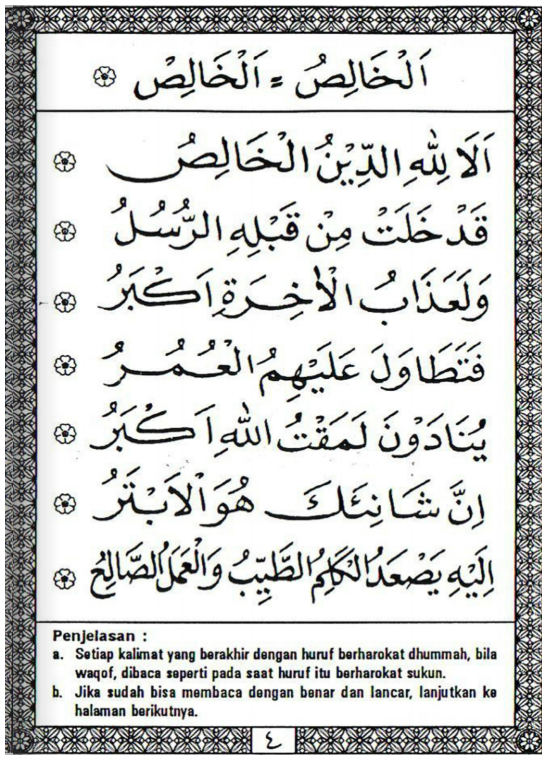 اَلْخَالِصُ = اَلْخَالِصْ
اَلَا لِلّٰهِ الدِّيْنُ الْخَالِصُ
قَدْ خَلَتْ مِنْ قَبْلِهِ الرُّسُلُ
وَلَعَذَابُ الْاٰخِرَةِ اَكْبَرُ
فَتَطَاوَلَ عَلَيْهِمُ الْعُمُرُ
يُنَادَوْنَ لَمَقْتُ اللّٰهِ اَكْبَرُ
اِنَّ شَانِئَكَ هُوَ الْاَبْتَرُ
اِلَيْهِ يَصْعَدُ الْكَلِمُ الطَّيِّبُ وَالْعَمَلُ الصَّالِحُ
Penjelasan :
a. Setiap kalimat yang berakhir dengan huruf berharokat dhummah, bila
waqof, dibaca seperti pada saat huruf itu berharokat sukun.
b. Jika sudah bisa membaca dengan benar dan lancar, lanjutkan ke
halaman berikutnya.
٤